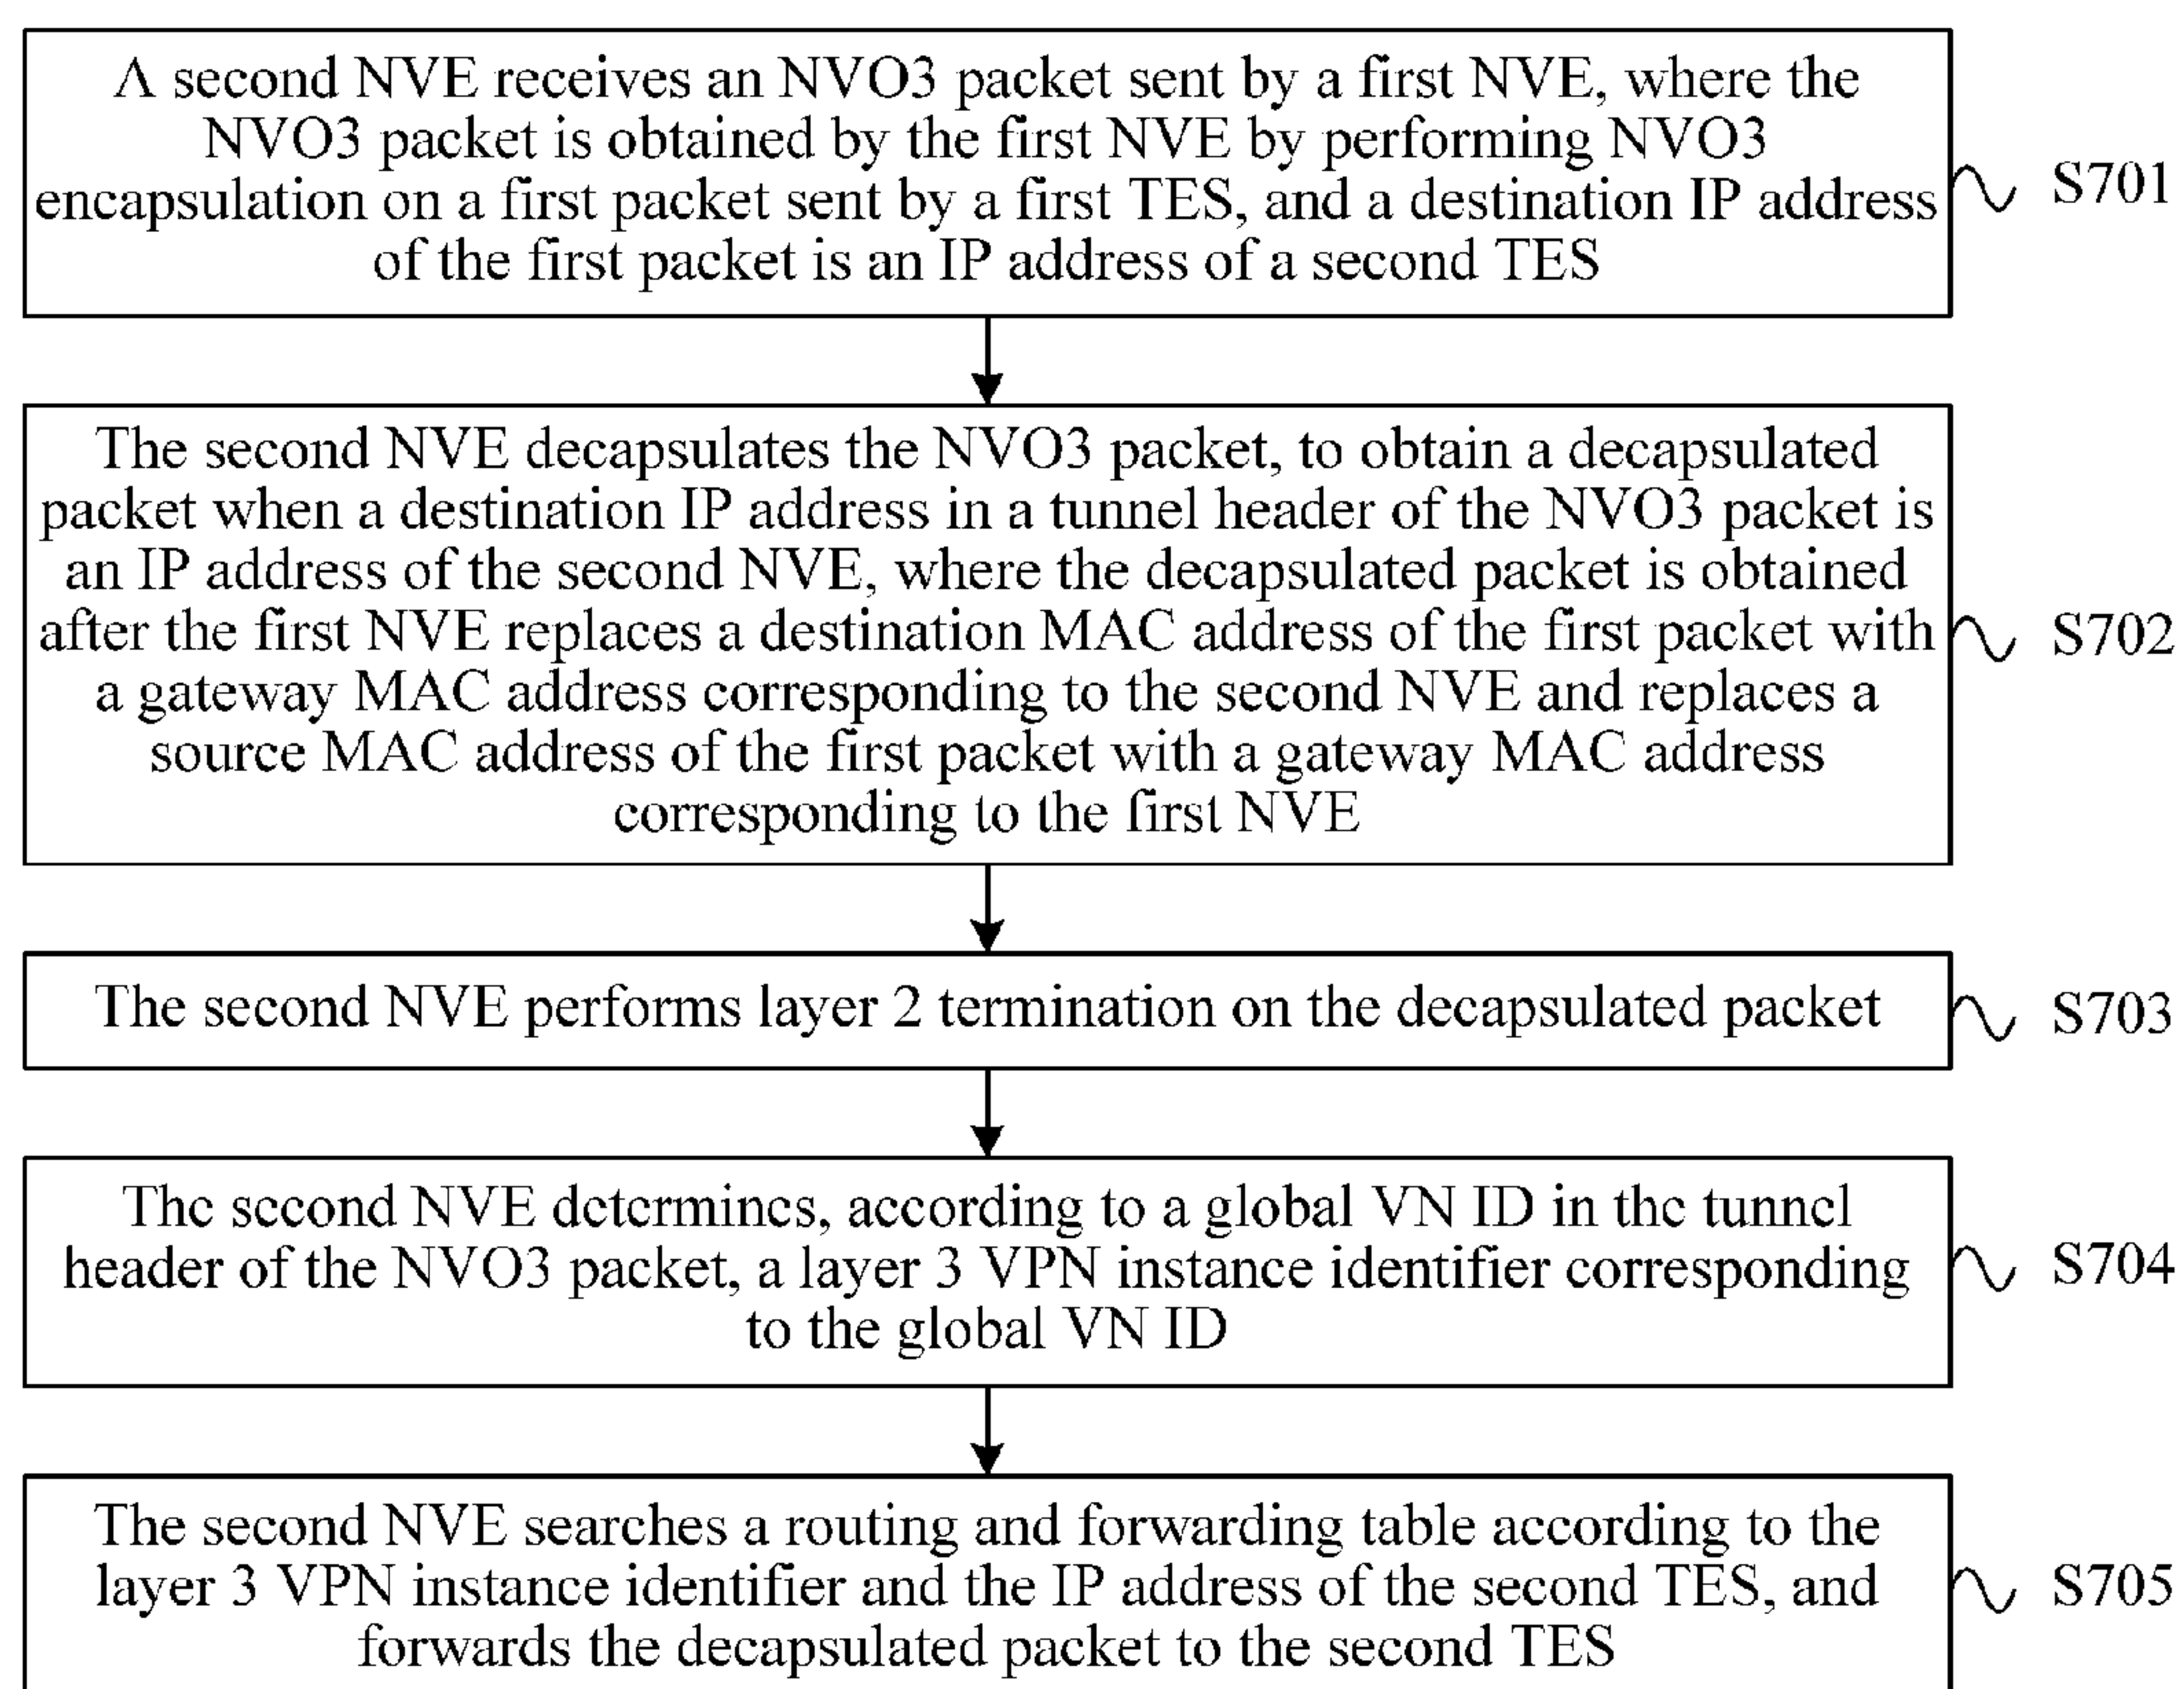 A second NVE receives an NVO3 packet sent by a first NVE, where the
NVO3 packet is obtained by the first NVE by performing NVO3
encapsulation on a first packet sent by a first TES, and a destination IP address
of the first packet is an IP address of a second TES
S701
The second NVE decapsulates the NVO3 packet, to obtain a decapsulated
packet when a destination IP address in a tunnel header of the NVO3 packet is
an IP address of the second NVE, where the decapsulated packet is obtained
after the first NVE replaces a destination MAC address of the first packet with
a gateway MAC address corresponding to the second NVE and replaces a
source MAC address of the first packet with a gateway MAC address
corresponding to the first NVE
S702
The second NVE performs layer 2 termination on the decapsulated packet
S703
The second NVE determines, according to a global VN ID in the tunnel
header of the NVO3 packet, a layer 3 VPN instance identifier corresponding
to the global VN ID
S704
The second NVE searches a routing and forwarding table according to the
layer 3 VPN instance identifier and the IP address of the second TES, and
forwards the decapsulated packet to the second TES
S705